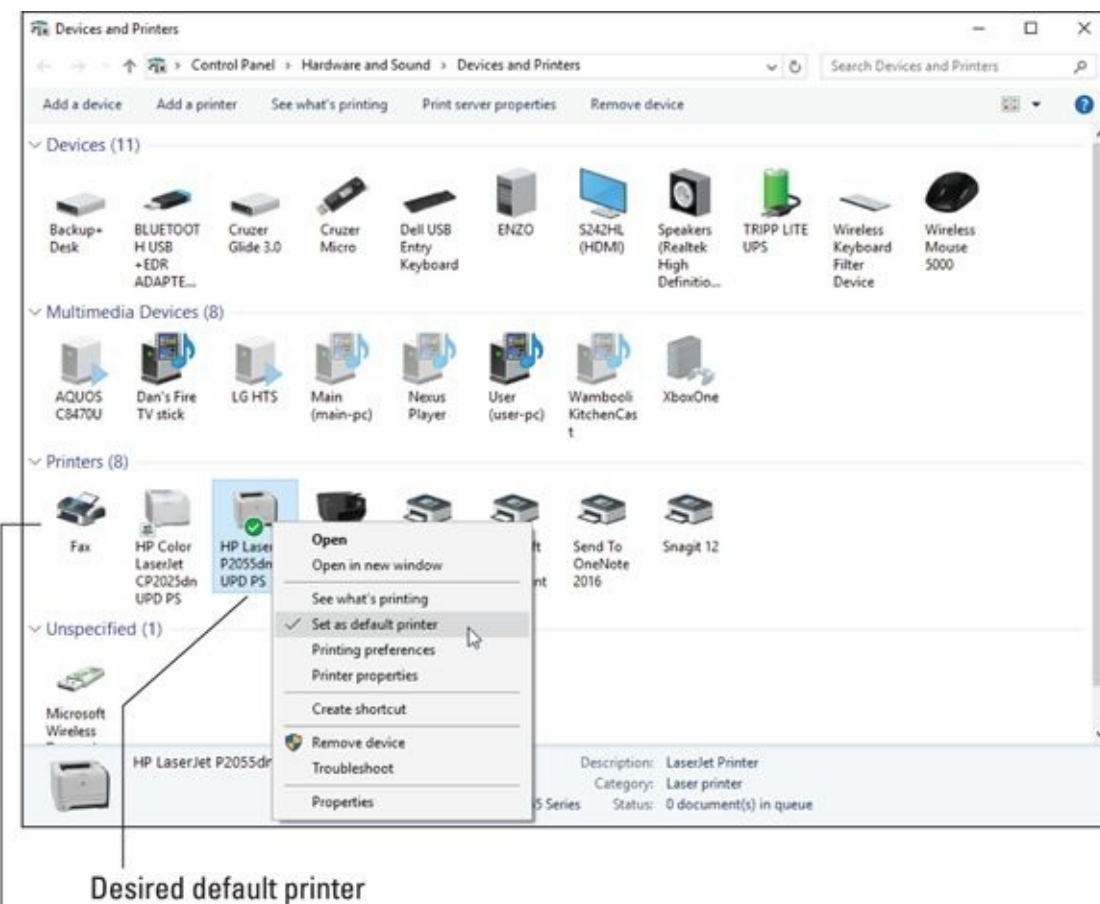 Devices and Printers
Control Panel › Hardware and Sound › Devices and Printers
Search Devices and Printers
Add a device Add a printer See what's printing Print server properties Remove device
Devices (11)
Backup+
Desk
BLUETOOT
H USB
+EDR
ADAPTE...
Cruzer
Glide 3.0
Cruzer
Micro
Dell USB
Entry
Keyboard
ENZO
S242HL
(HDMI)
Speakers
(Realtek
High
Definitio...
TRIPP LITE
UPS
Wireless
Keyboard
Filter
Device
Wireless
Mouse
5000
Multimedia Devices (8)
AQUOS
C8470U
Dan's Fire
TV stick
LG HTS
Main
(main-pc)
Nexus
Player
User
(user-pc)
Wambooli
KitchenCas
t
XboxOne
Printers (8)
Fax
HP Color
LaserJet
CP2025dn
UPD PS
HP Laser
P2055dn
UPD PS
Send To
OneNote
2016
Snagit 12
Open
Open in new window
See what's printing
Set as default printer
Printing preferences
Printer properties
Create shortcut
Remove device
Troubleshoot
Properties
Unspecified (1)
Microsoft
Wireless
HP LaserJet P2055dn
Description: LaserJet Printer
Category: Laser printer
5 Series Status: 0 document(s) in queue
Desired default printer